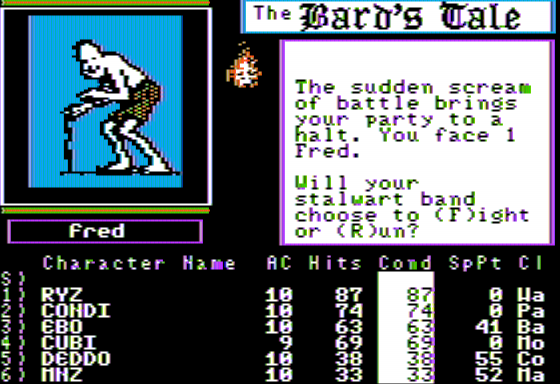 The Bard's Tale
The sudden scream
of battle brings
your party to a
halt. You face 1
Fred.
Will your
stalwart band
choose to (F)ight
or (R)un?
fred
Character Name AC Hits Cond SpPt Cl
S)
1) RYZ 10 87 87 0 Wa
2) CONDI 10 74 74 0 Pa
3) EBO 10 63 63 41 Ba
4) CUBI 9 69 69 0 Mo
5) DEDDO 10 38 38 55 Co
6) MNZ 10 33 33 52 Ma